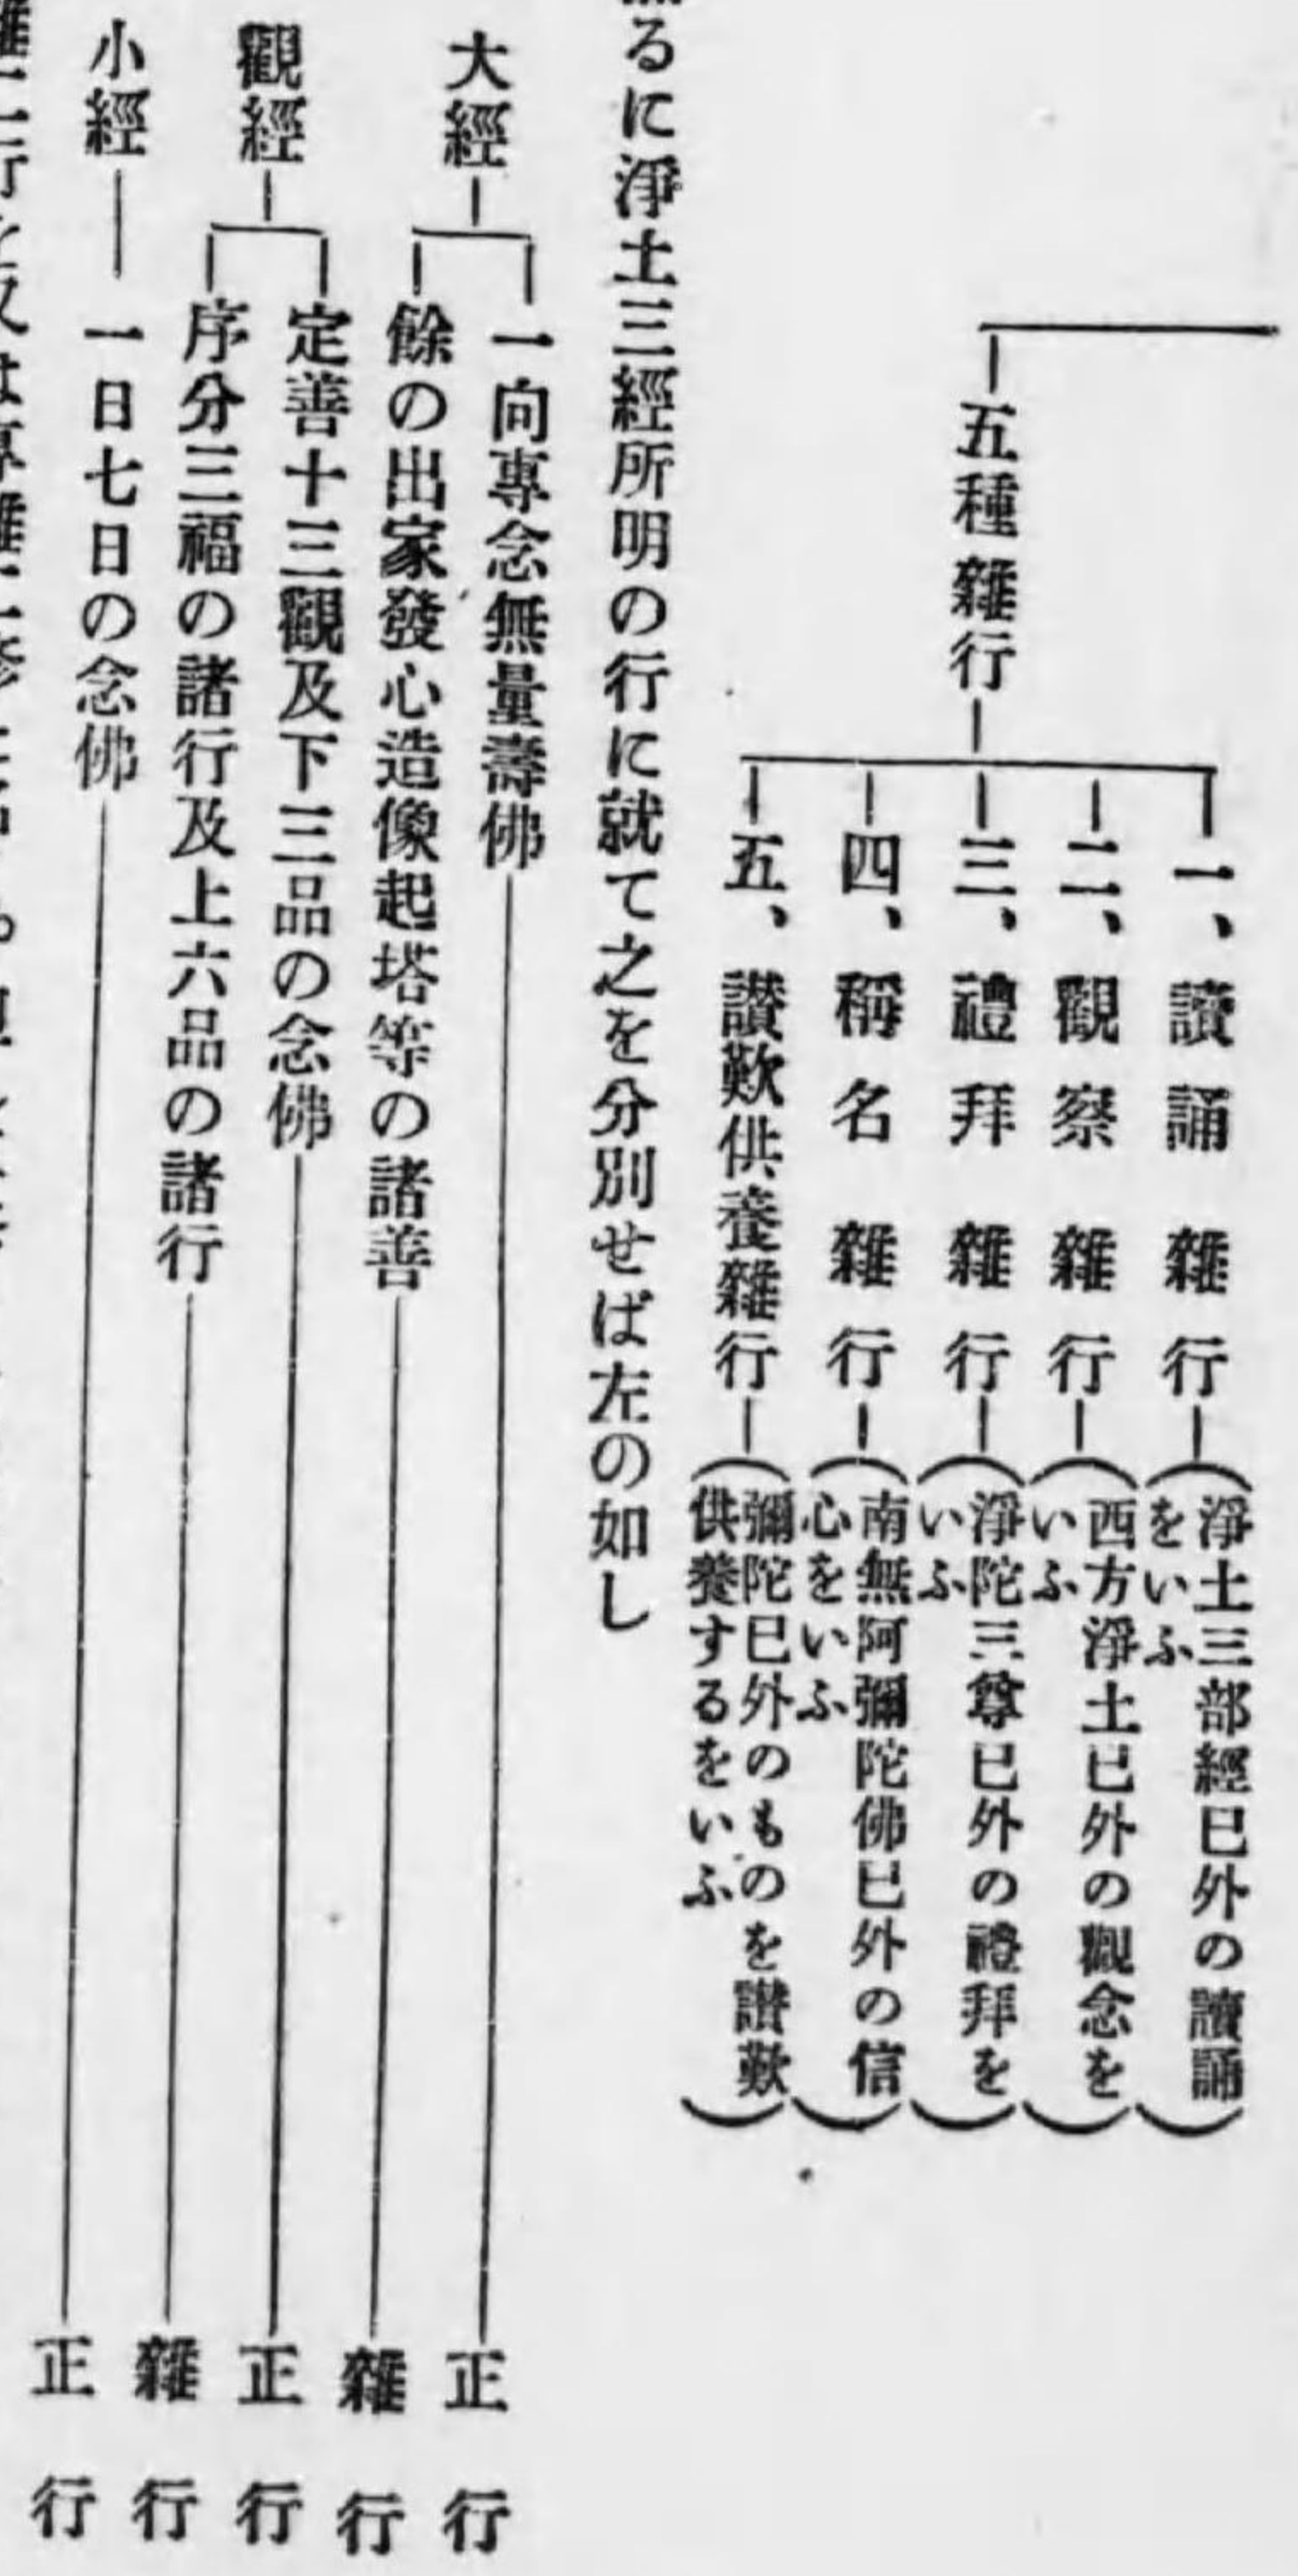 五種雜行
一、讀誦雜行
(淨土三部經已外の讀誦
をいふ)
二、觀察雜行
(西方淨土已外の觀念を
いふ)
三、禮拜雜行
(淨陀三尊已外の禮拜を
いふ)
四、稱名雜行
(南無阿彌陀佛已外の信
心をいふ)
五、讃歎供養雜行
(彌陀已外のものを讃歎
供養するをいふ)
るに淨土三經所明の行に就て之を分別せば左の如し
大經
一向專念無量壽佛 正行
餘の出家發心造像起塔等の諸善 雜行
觀經
定善十三觀及下三品の念佛 正行
序分三福の諸行及上六品の諸行 雜行
小經
一日七日の念佛 正行